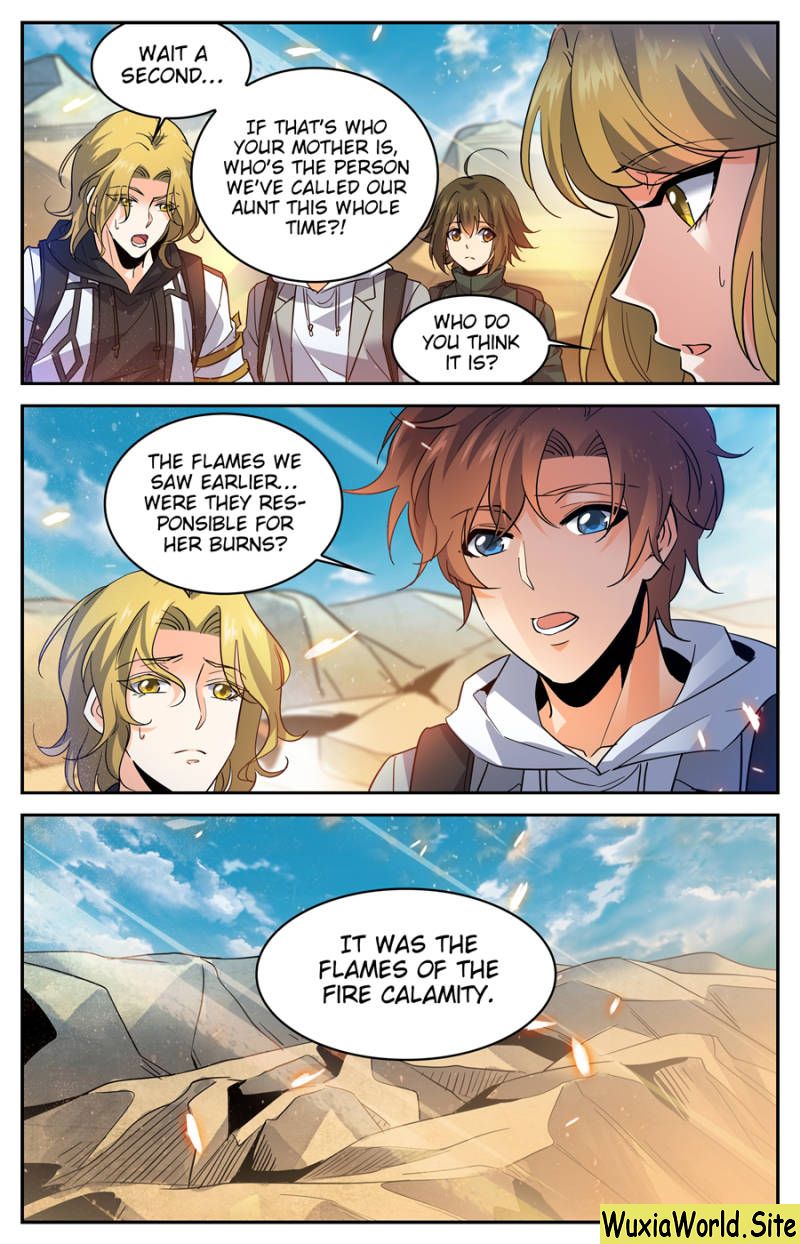 WAIT A
SECOND...
IF THAT'S WHO
YOUR MOTHER IS,
WHO'S THE PERSON
WE'VE CALLED OUR
AUNT THIS WHOLE
TIME?!
WHO DO
YOU THINK
IT IS?
THE FLAMES WE
SAW EARLIER...
WERE THEY RES-
PONSIBLE FOR
HER BURNS?
IT WAS THE
FLAMES OF THE
FIRE CALAMITY.
WuxiaWorld.Site